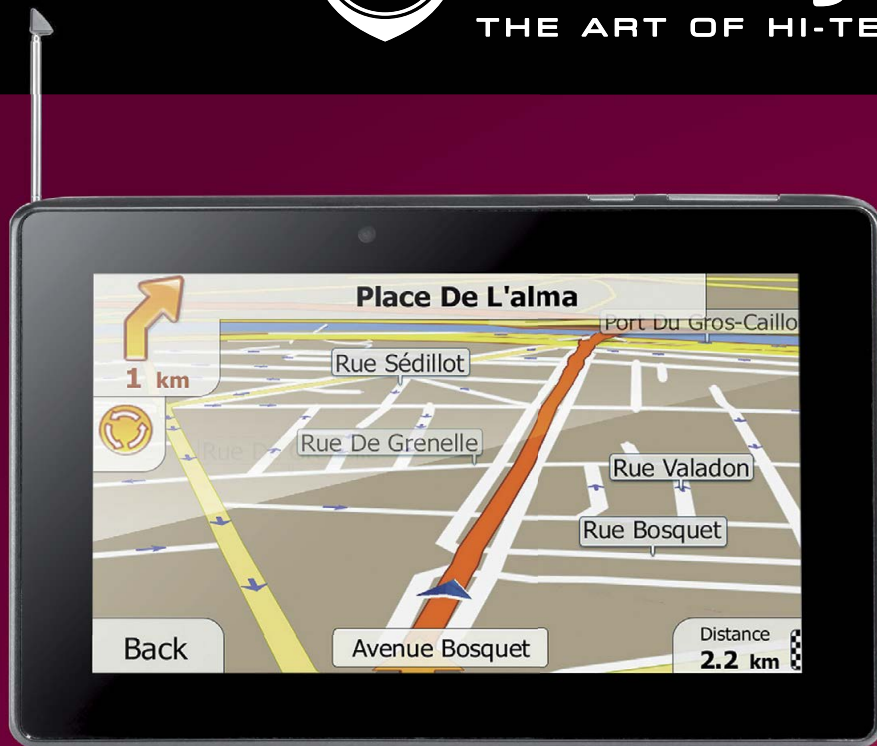 THE ART OF HI-TE
Place De L'alma
1 km
Port Du Gros-Caillo
Rue Sédillot
Rue De Grenelle
Rue Valadon
Rue Bosquet
Back
Avenue Bosquet
Distance
2.2 km